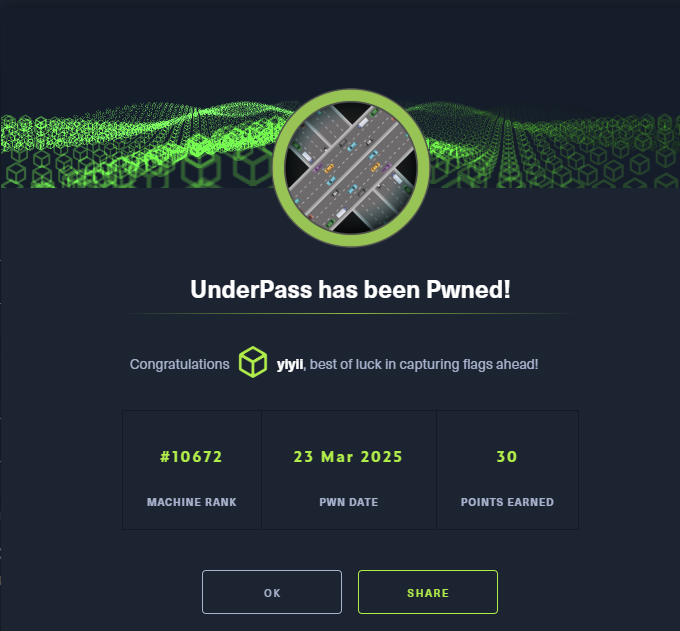 UnderPass has been Pwned!
Congratulations yiyii, best of luck in capturing flags ahead!
#10672 23 Mar 2025 30
MACHINE RANK PWN DATE POINTS EARNED
OK SHARE